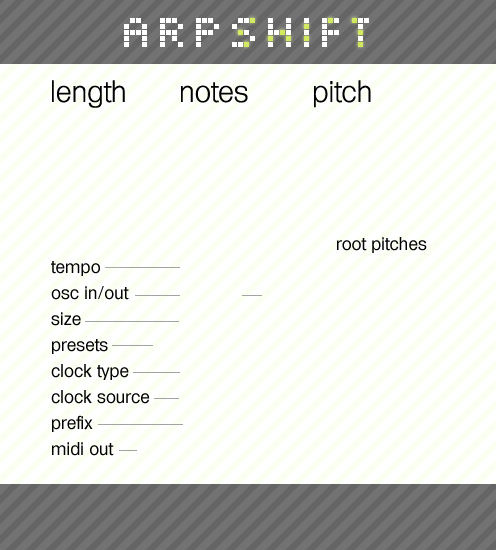 ARPSHIFT
length notes pitch
root pitches
tempo
osc in/out
size
presets
clock type
clock source
prefix
midi out